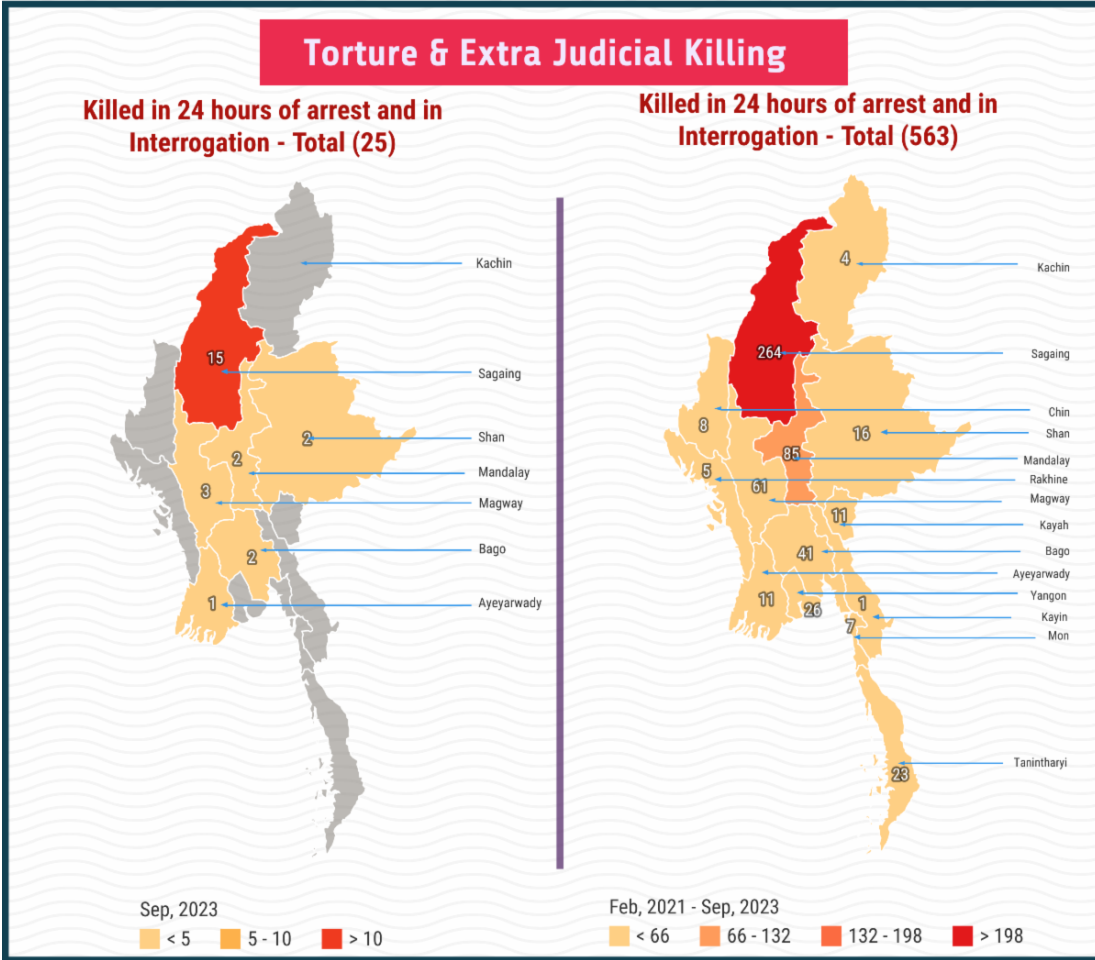 Torture & Extra Judicial Killing
Killed in 24 hours of arrest and in
Interrogation - Total (25)
Kachin
15
Sagaing
2
Shan
2
Mandalay
3
Magway
2
Bago
1
Ayeyarwady
Sep, 2023
< 5
5 - 10
> 10
Killed in 24 hours of arrest and in
Interrogation - Total (563)
4
Kachin
264
Sagaing
8
Chin
16
Shan
85
Mandalay
5
Rakhine
61
Magway
11
Kayah
41
Bago
11
Ayeyarwady
26
Yangon
1
Kayin
7
Mon
23
Tanintharyi
Feb, 2021 - Sep, 2023
< 66
66 - 132
132 - 198
> 198